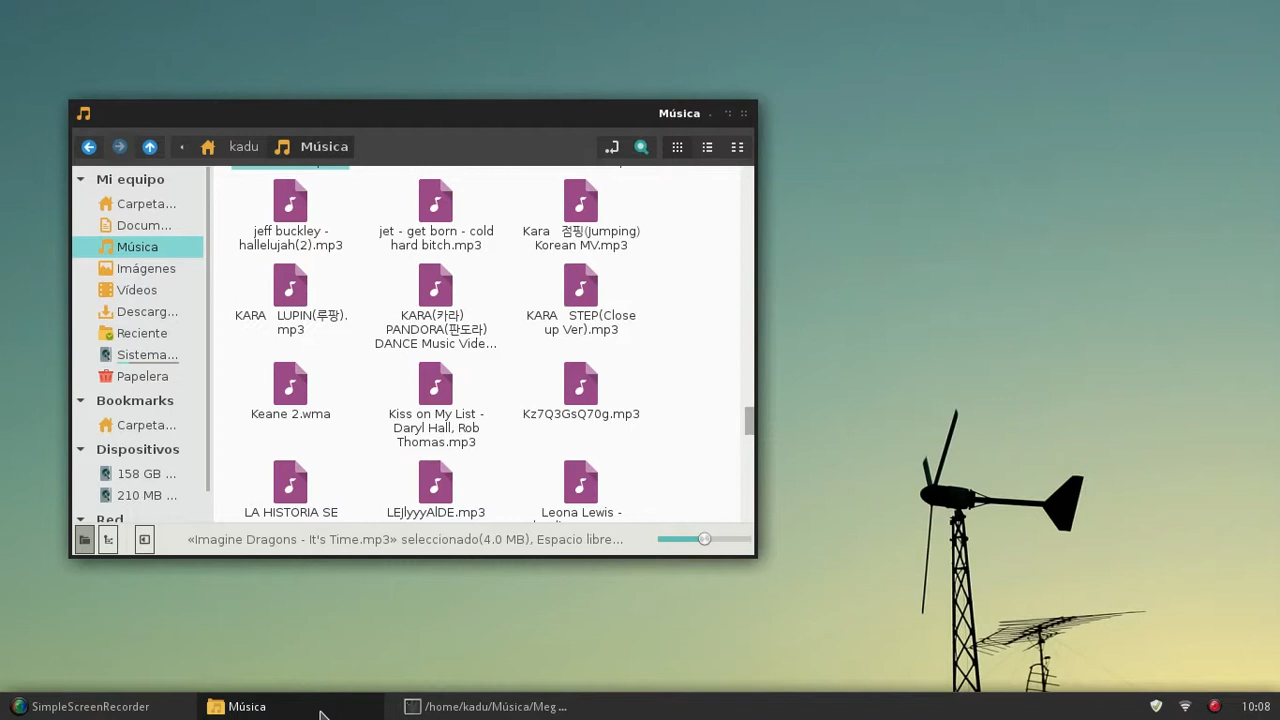 Música
kadu
Música
Mi equipo
Carpeta...
Docum...
Música
Imágenes
Vídeos
Descarg...
Reciente
Sistema...
Papelera
Bookmarks
Carpeta...
Dispositivos
158 GB ...
210 MB ...
Red
jeff buckley -
hallelujah(2).mp3
jet - get born - cold
hard bitch.mp3
Kara   점핑(Jumping)
Korean MV.mp3
KARA   LUPIN(루팡).
mp3
KARA(카라)
PANDORA(판도라)
DANCE Music Vide...
KARA   STEP(Close
up Ver).mp3
Keane 2.wma
Kiss on My List -
Daryl Hall, Rob
Thomas.mp3
Kz7Q3GsQ70g.mp3
LA HISTORIA SE
LEJlyyyAlDE.mp3
Leona Lewis -
«Imagine Dragons - It's Time.mp3» seleccionado(4.0 MB), Espacio libre...
SimpleScreenRecorder
Música
/home/kadu/Música/Meg ...
10:08